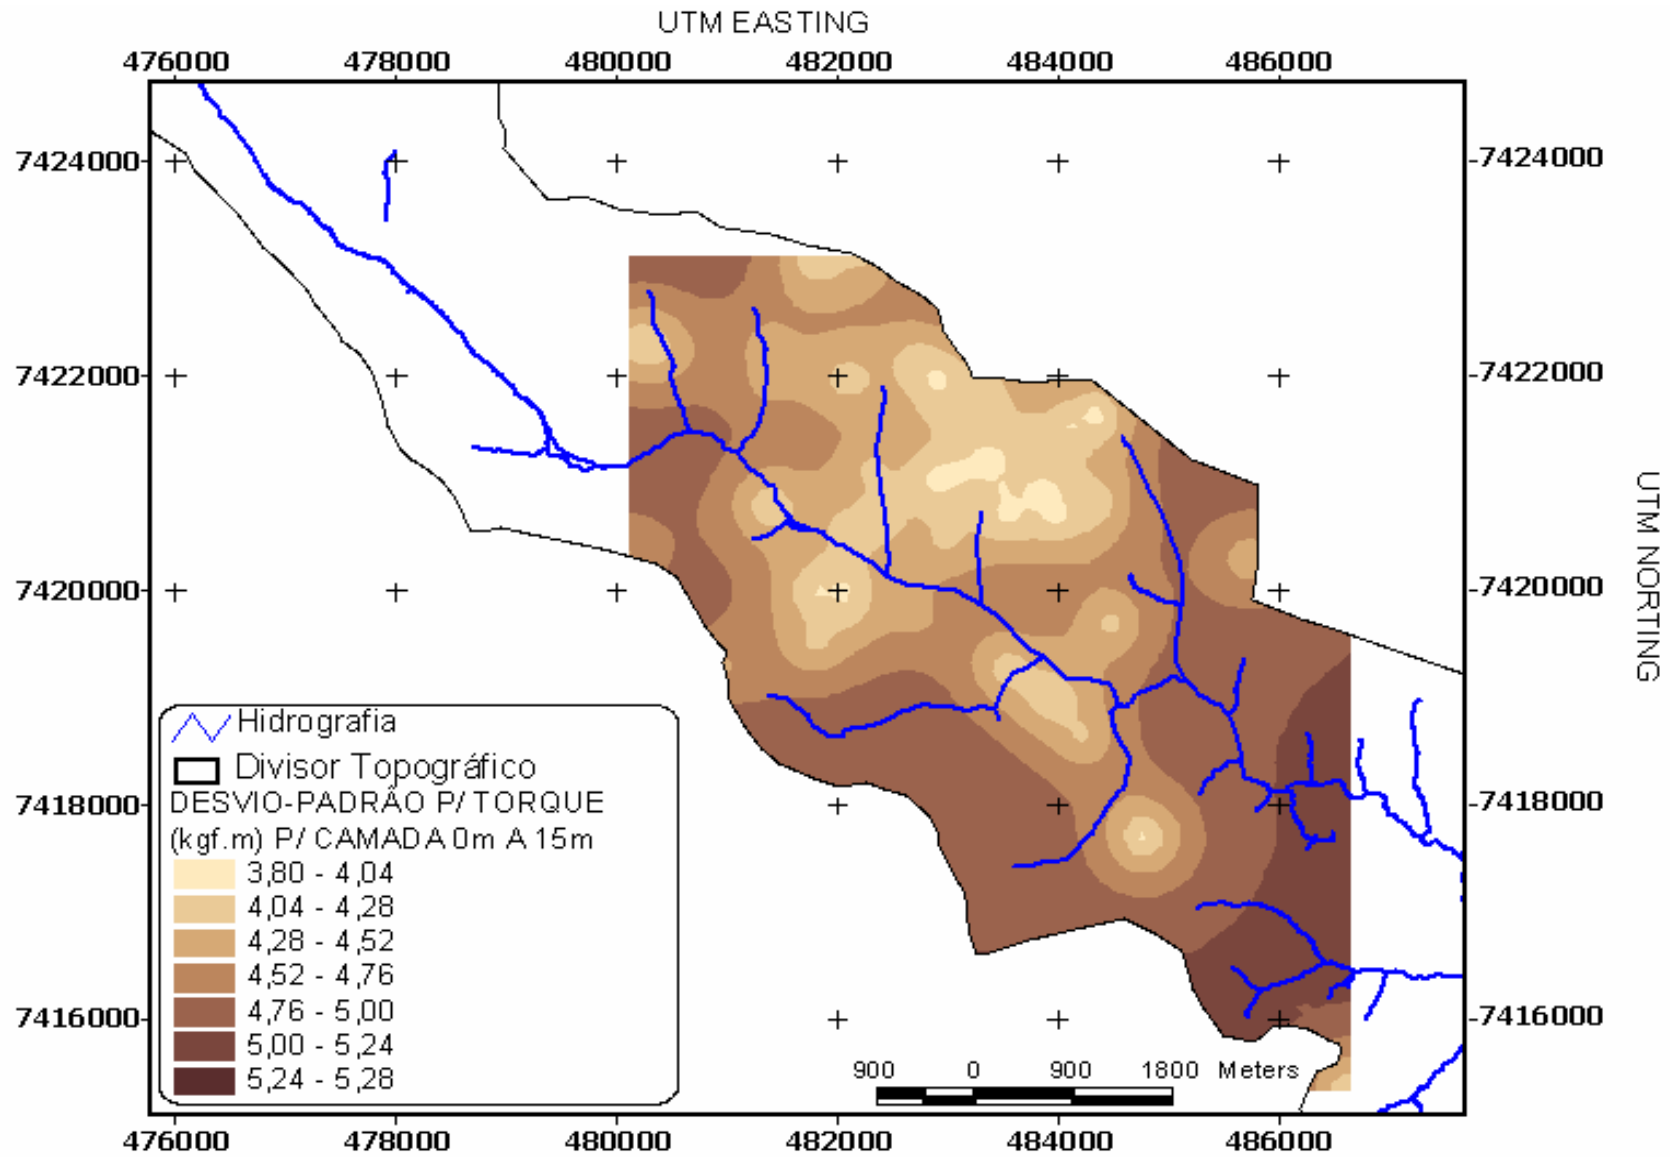 UTM EASTING
476000 478000 480000 482000 484000 486000
7424000 -7424000
7422000 -7422000
7420000 -7420000
7418000 -7418000
7416000 -7416000
UTM NORTING
Hidrografia
Divisor Topográfico
DESVIO-PADRÃO P/ TORQUE
(kgf.m) P/ CAMADA 0m A 15m
3,80 - 4,04
4,04 - 4,28
4,28 - 4,52
4,52 - 4,76
4,76 - 5,00
5,00 - 5,24
5,24 - 5,28
900 0 900 1800 Meters
476000 478000 480000 482000 484000 486000